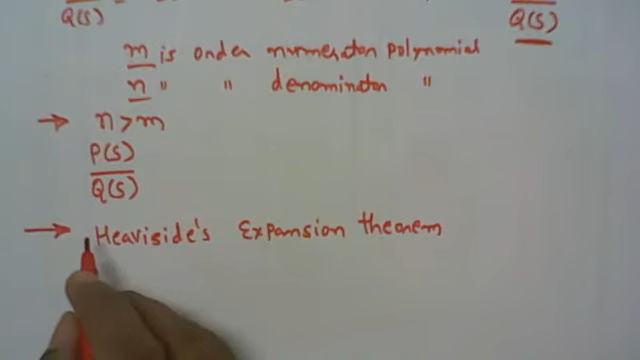 Q(S) Q(S)
m is order numerator polynomial
n " " denominator "
→ n>m
P(S)
Q(S)
→ Heaviside's Expansion theorem